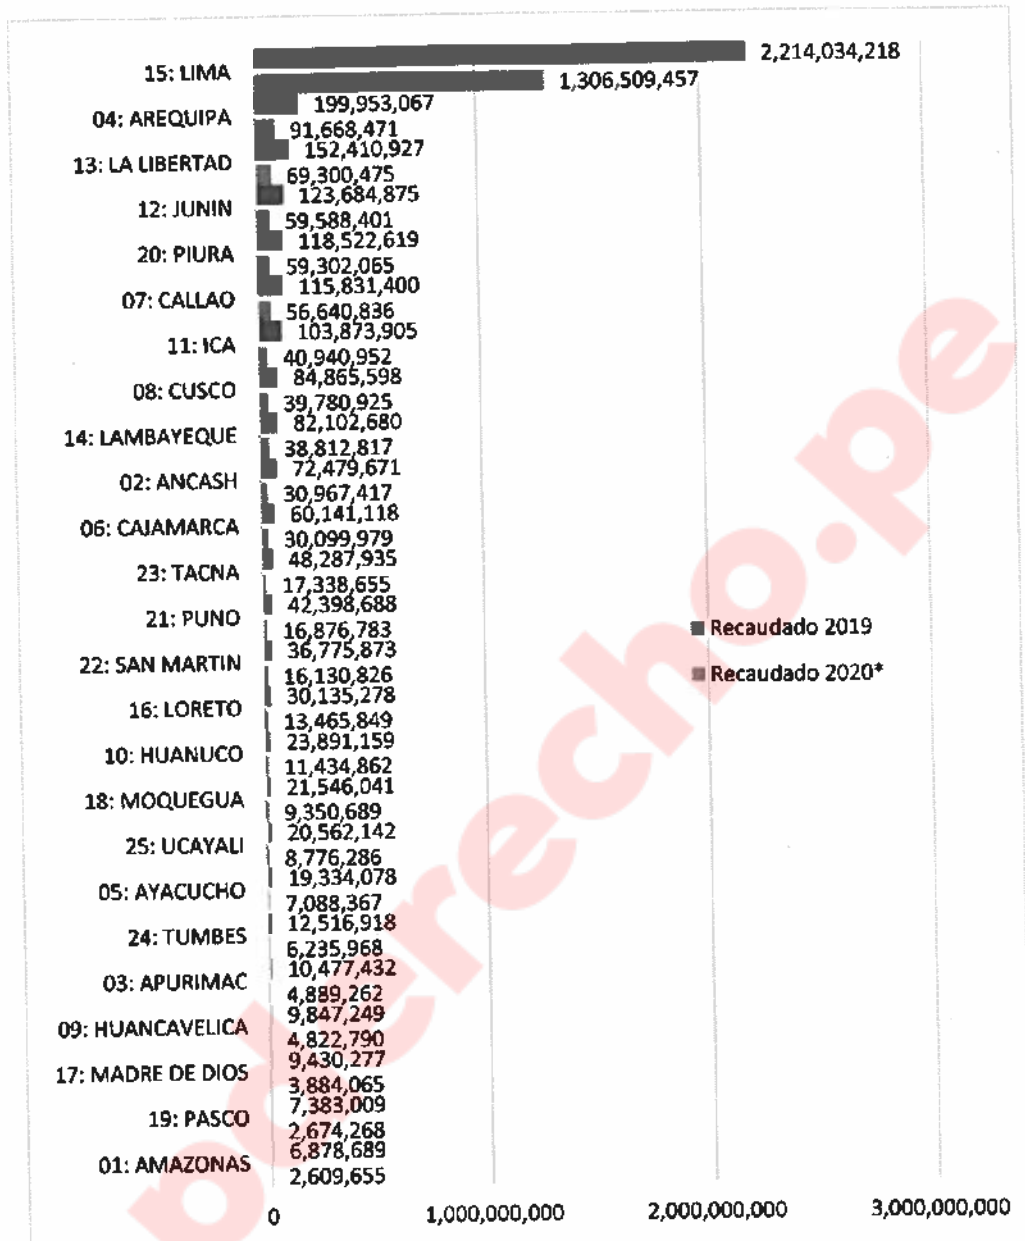 2,214,034,218
15: LIMA
1,306,509,457
199,953,067
04: AREQUIPA
91,668,471
152,410,927
13: LA LIBERTAD
69,300,475
123,684,875
12: JUNIN
59,588,401
118,522,619
20: PIURA
59,302,065
115,831,400
07: CALLAO
56,640,836
103,873,905
11: ICA
40,940,952
84,865,598
08: CUSCO
39,780,925
82,102,680
14: LAMBAYEQUE
38,812,817
72,479,671
02: ANCASH
30,967,417
60,141,118
06: CAJAMARCA
30,099,979
48,287,935
23: TACNA
17,338,655
42,398,688
21: PUNO
16,876,783
36,775,873
22: SAN MARTIN
16,130,826
30,135,278
16: LORETO
13,465,849
23,891,159
10: HUANUCO
11,434,862
21,546,041
18: MOQUEGUA
9,350,689
20,562,142
25: UCAYALI
8,776,286
19,334,078
05: AYACUCHO
7,088,367
12,516,918
24: TUMBES
6,235,968
10,477,432
03: APURIMAC
4,889,262
9,847,249
09: HUANCAVELICA
4,822,790
9,430,277
17: MADRE DE DIOS
3,884,065
7,383,009
19: PASCO
2,674,268
6,878,689
01: AMAZONAS
2,609,655
Recaudado 2019
Recaudado 2020*
0 1,000,000,000 2,000,000,000 3,000,000,000
pderecho.pe